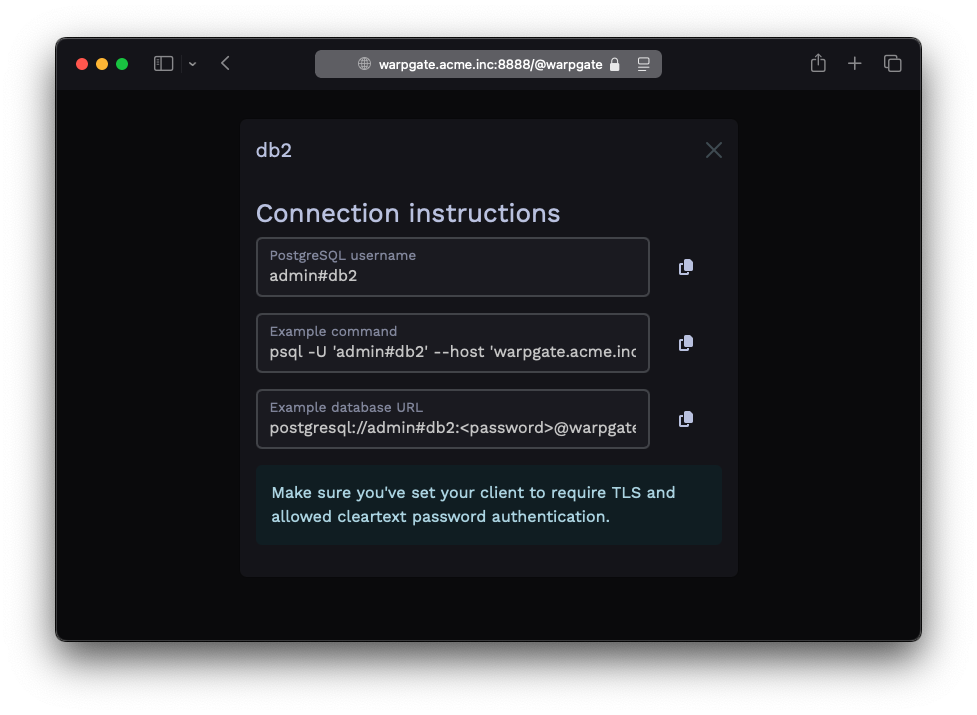 warpgate.acme.inc:8888/@warpgate
db2
Connection instructions
PostgreSQL username
admin#db2
Example command
psql -U 'admin#db2' --host 'warpgate.acme.inc
Example database URL
postgresql://admin#db2:<password>@warpgate
Make sure you've set your client to require TLS and
allowed cleartext password authentication.